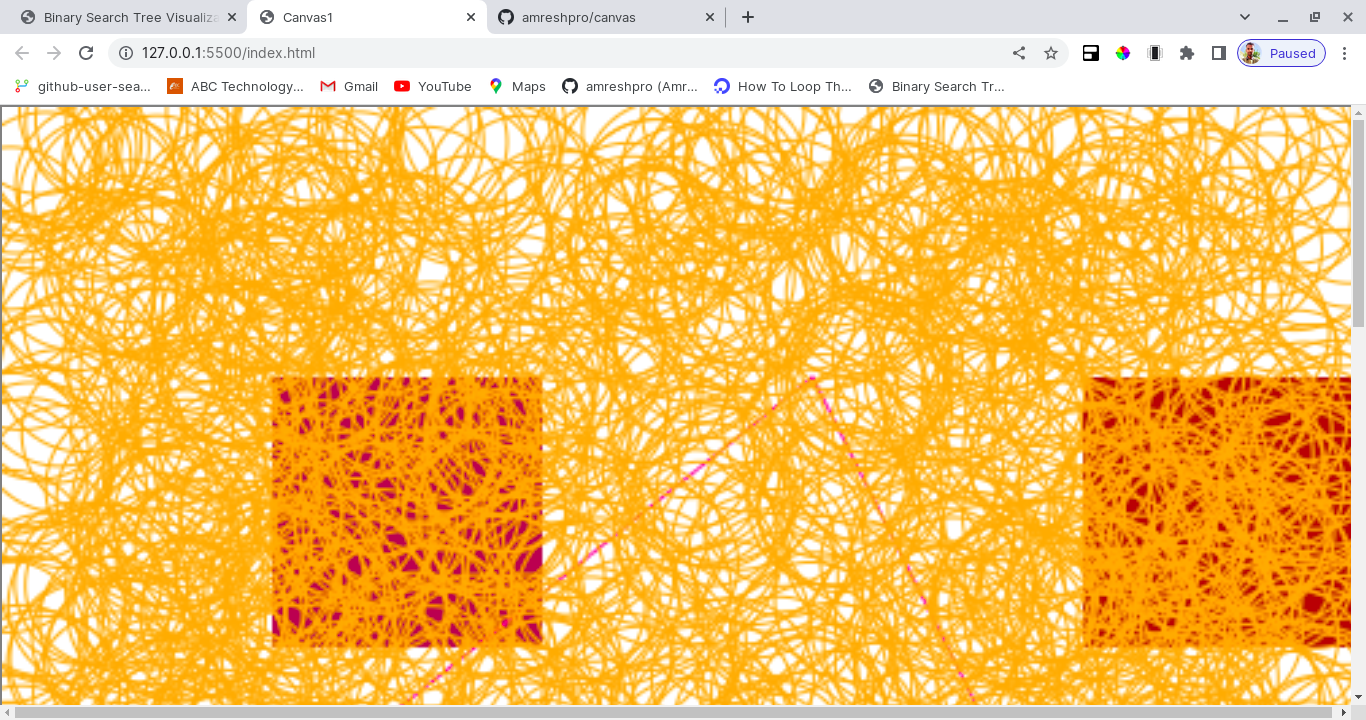 Binary Search Tree Visualiza
Canvas1
amreshpro/canvas
127.0.0.1:5500/index.html
Paused
github-user-sea...
ABC Technology...
Gmail
YouTube
Maps
amreshpro (Amr...
How To Loop Th...
Binary Search Tr...